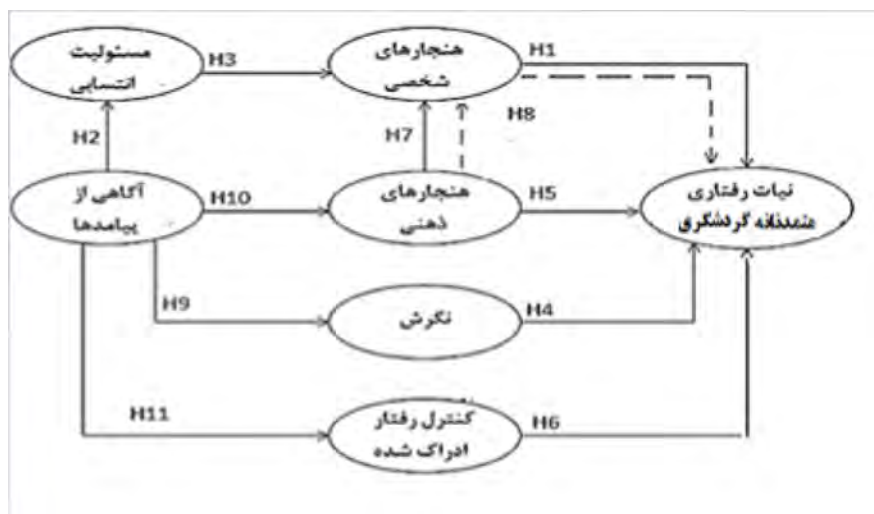 مسئولیت
انتسابی
H3
هنجارهای
شخصی
H1
H2
H7
H8
آگاهی از
پیامدها
H10
هنجارهای
ذهنی
H5
نیات رفتاری
متمدنانه گردشگری
H9
نگرش
H4
H11
کنترل رفتار
ادراک شده
H6